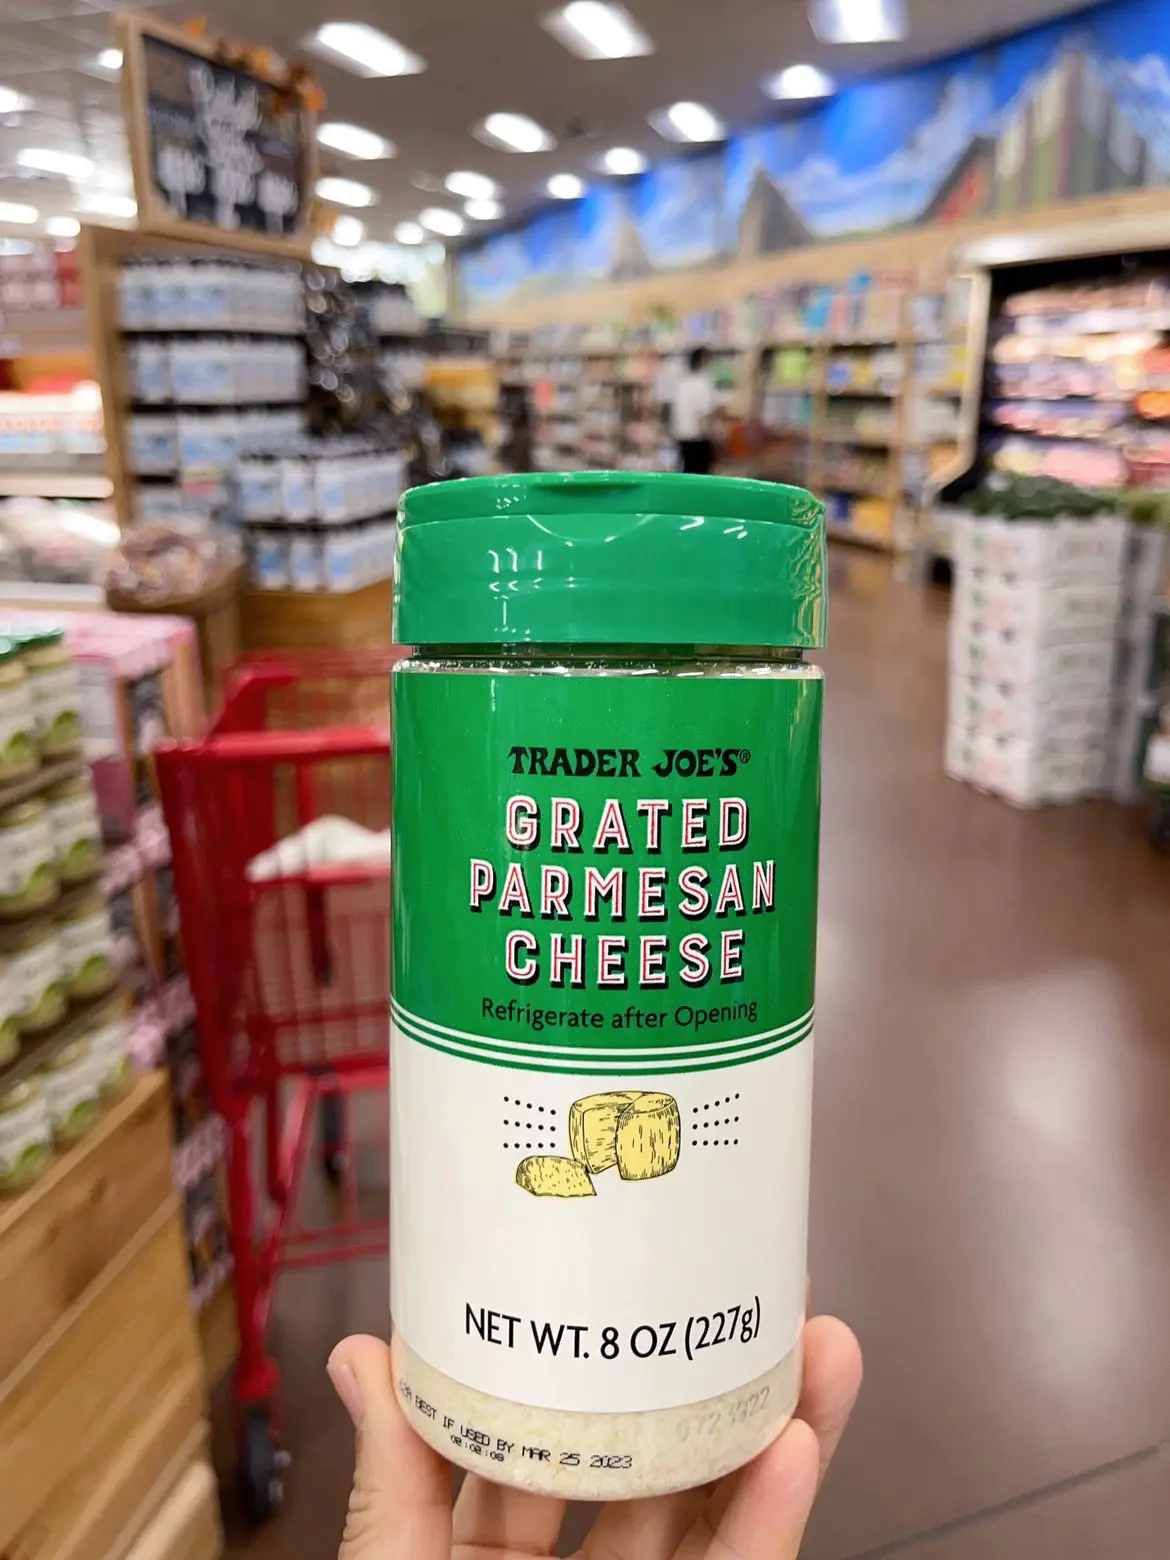 TRADER JOE'S®
GRATED
PARMESAN
CHEESE
Refrigerate after Opening
NET WT. 8 OZ (227g)
BEST IF USED BY MAR 25 2023